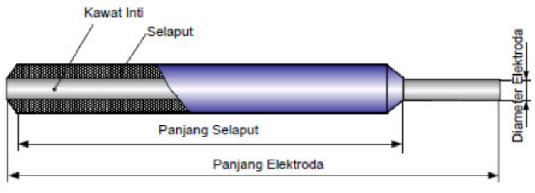 Kawat Inti
Selaput
Diameter Elektroda
Panjang Selaput
Panjang Elektroda